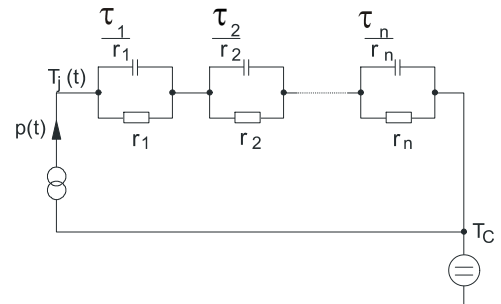 τ1 τ2 τn
r1 r2 rn
Tj (t)
p(t)
r1 r2 rn
TC